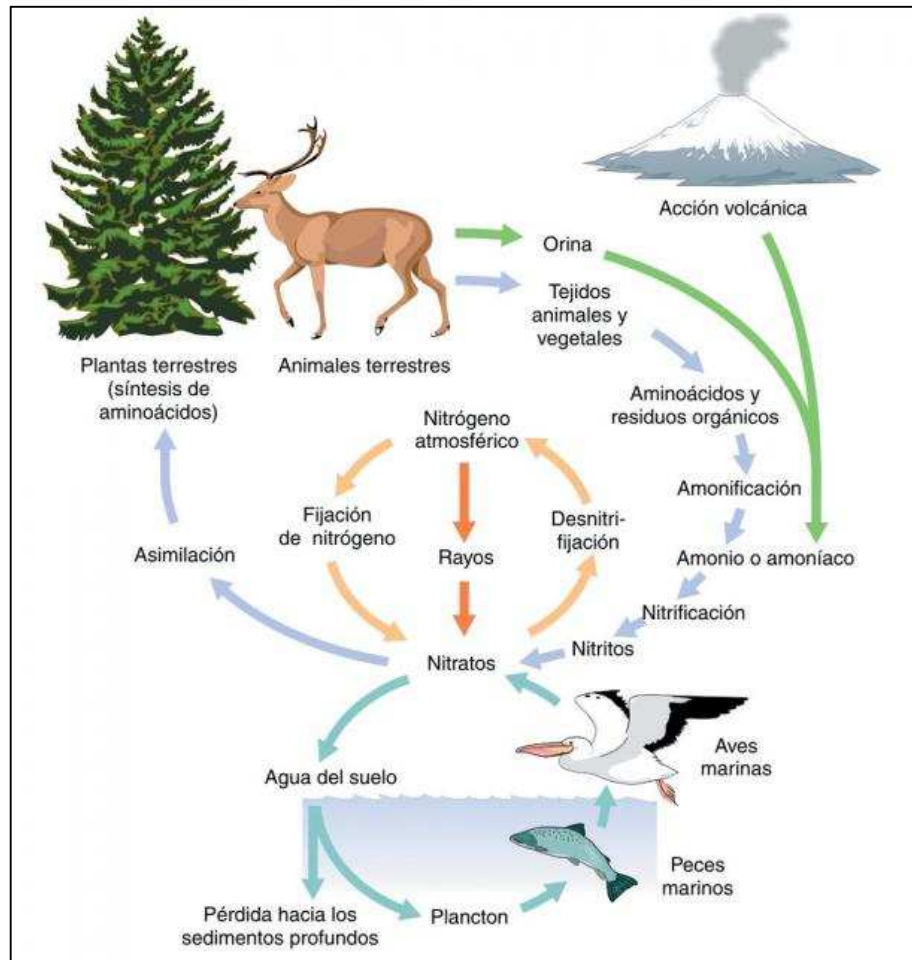 Acción volcánica
Orina
Tejidos
animales y
vegetales
Plantas terrestres
(síntesis de
aminoácidos)
Animales terrestres
Aminoácidos y
residuos orgánicos
Nitrógeno
atmosférico
Amonificación
Fijación
de nitrógeno
Desnitri-
fijación
Asimilación
Rayos
Amonio o amoníaco
Nitrificación
Nitritos
Nitratos
Aves
marinas
Agua del suelo
Peces
marinos
Pérdida hacia los
sedimentos profundos
Plancton